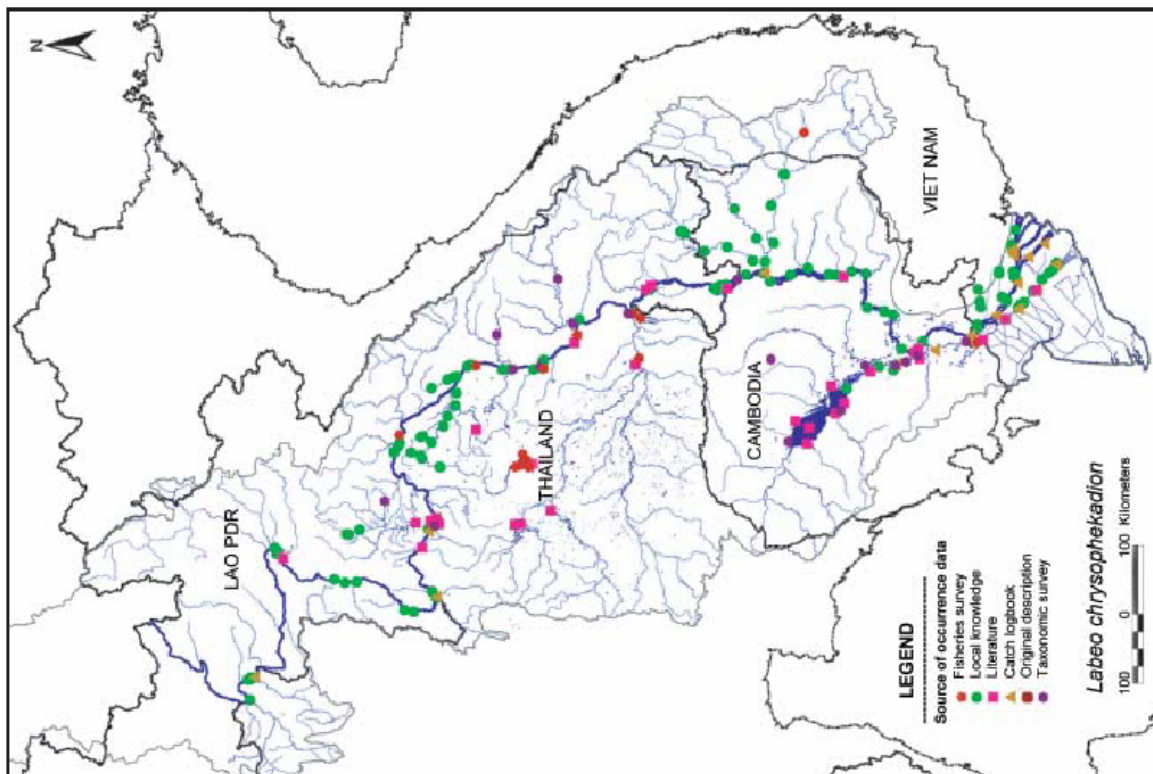 N
LAO PDR
THAILAND
CAMBODIA
VIET NAM
LEGEND
Source of occurrence data
Fisheries survey
Local knowledge
Literature
Catch logbook
Original description
Taxonomic survey
100 0 100 Kilometers
Labeo chrysophekadion